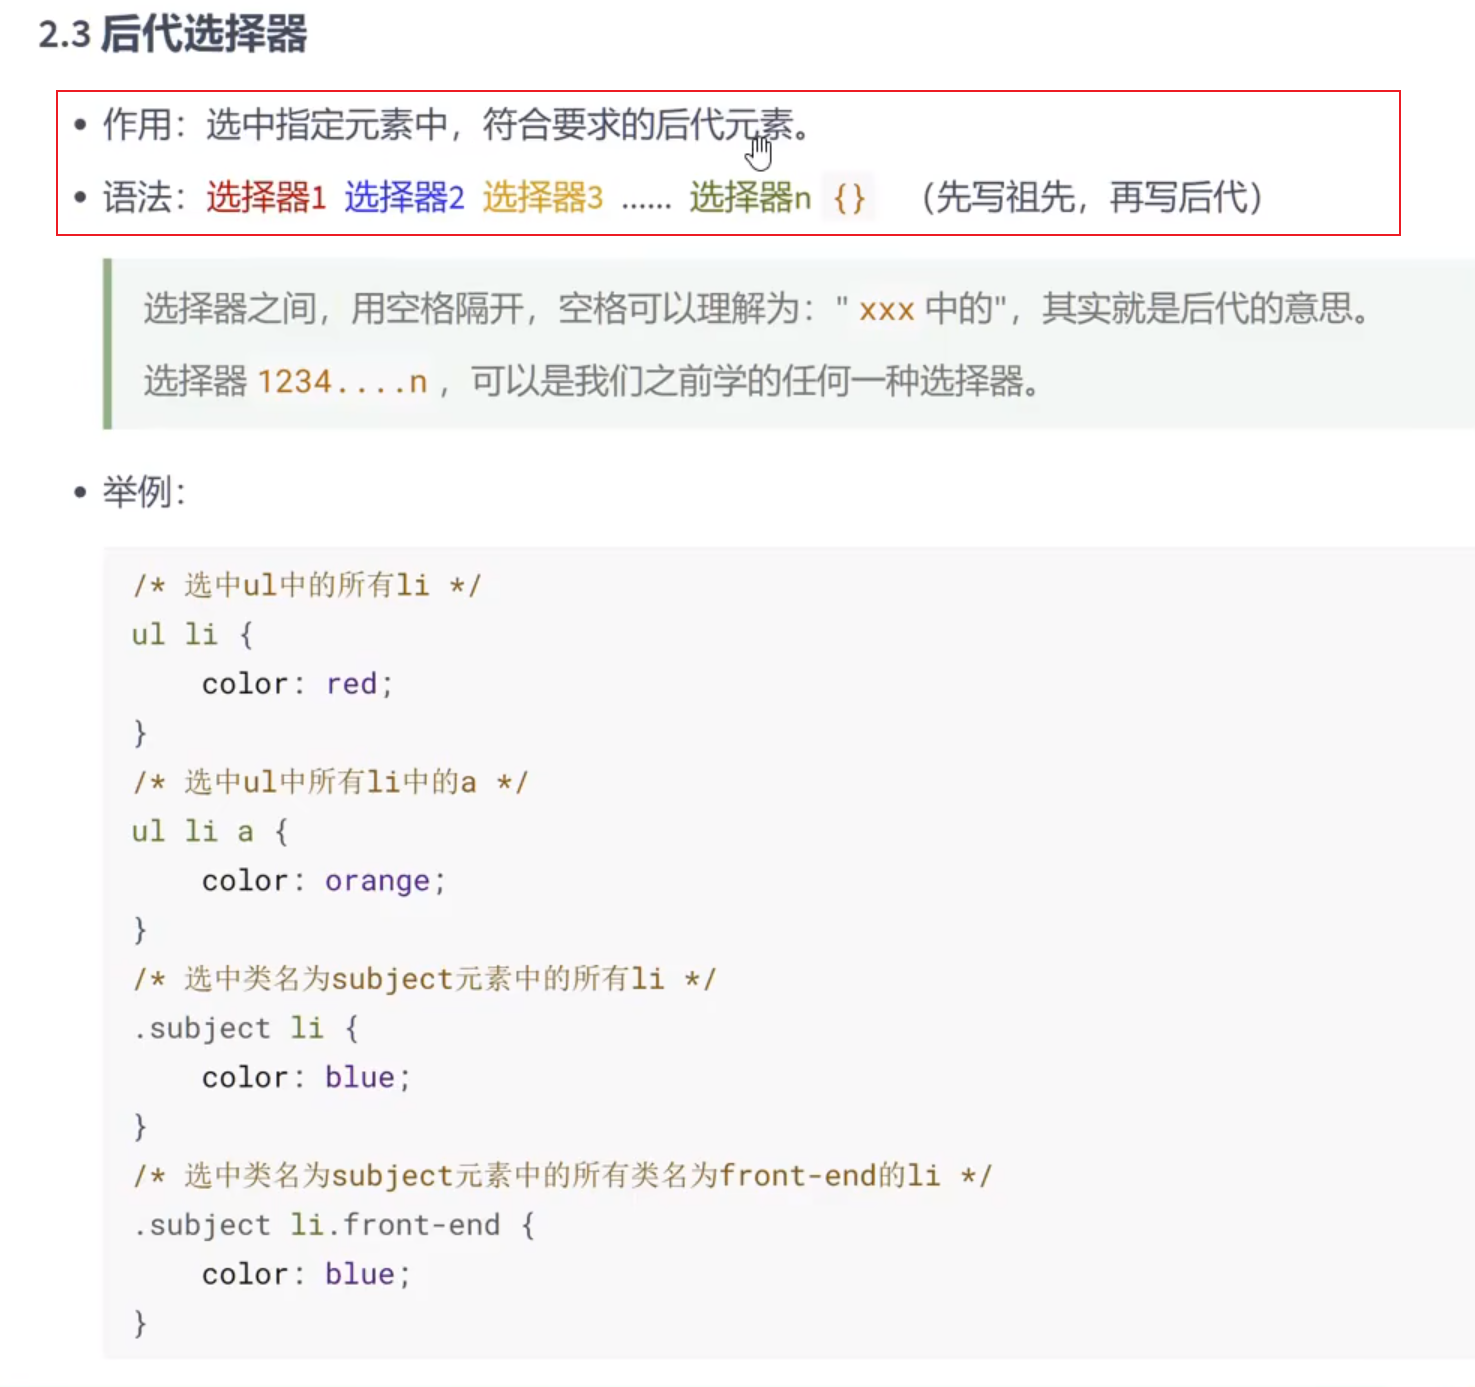 2.3 后代选择器
• 作用：选中指定元素中，符合要求的后代元素。
• 语法：选择器1 选择器2 选择器3 ...... 选择器n {} （先写祖先，再写后代）
选择器之间，用空格隔开，空格可以理解为：" xxx 中的"，其实就是后代的意思。
选择器 1234....n ，可以是我们之前学的任何一种选择器。
• 举例：
/* 选中ul中的所有li */
ul li {
    color: red;
}
/* 选中ul中所有li中的a */
ul li a {
    color: orange;
}
/* 选中类名为subject元素中的所有li */
.subject li {
    color: blue;
}
/* 选中类名为subject元素中的所有类名为front-end的li */
.subject li.front-end {
    color: blue;
}